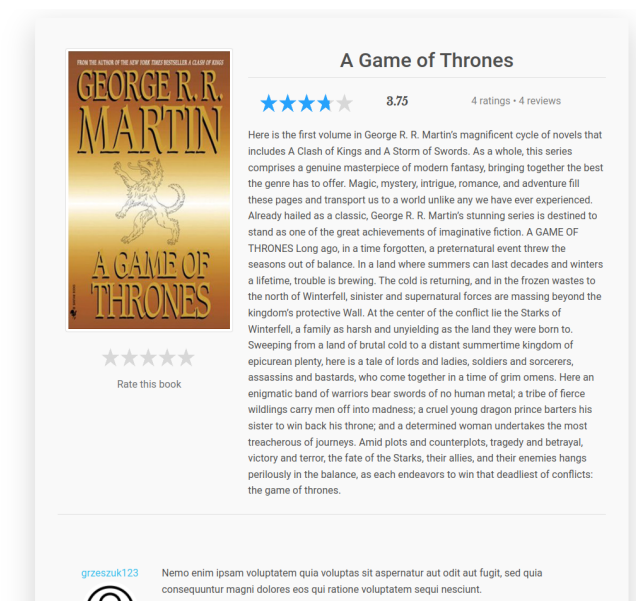 FROM THE AUTHOR OF THE NEW YORK TIMES BESTSELLER A CLASH OF KINGS
GEORGE R. R.
MARTIN
A GAME OF
THRONES
Rate this book
A Game of Thrones
3.75 4 ratings • 4 reviews
Here is the first volume in George R. R. Martin's magnificent cycle of novels that
includes A Clash of Kings and A Storm of Swords. As a whole, this series
comprises a genuine masterpiece of modern fantasy, bringing together the best
the genre has to offer. Magic, mystery, intrigue, romance, and adventure fill
these pages and transport us to a world unlike any we have ever experienced.
Already hailed as a classic, George R. R. Martin's stunning series is destined to
stand as one of the great achievements of imaginative fiction. A GAME OF
THRONES Long ago, in a time forgotten, a preternatural event threw the
seasons out of balance. In a land where summers can last decades and winters
a lifetime, trouble is brewing. The cold is returning, and in the frozen wastes to
the north of Winterfell, sinister and supernatural forces are massing beyond the
kingdom's protective Wall. At the center of the conflict lie the Starks of
Winterfell, a family as harsh and unyielding as the land they were born to.
Sweeping from a land of brutal cold to a distant summertime kingdom of
epicurean plenty, here is a tale of lords and ladies, soldiers and sorcerers,
assassins and bastards, who come together in a time of grim omens. Here an
enigmatic band of warriors bear swords of no human metal; a tribe of fierce
wildlings carry men off into madness; a cruel young dragon prince barters his
sister to win back his throne; and a determined woman undertakes the most
treacherous of journeys. Amid plots and counterplots, tragedy and betrayal,
victory and terror, the fate of the Starks, their allies, and their enemies hangs
perilously in the balance, as each endeavors to win that deadliest of conflicts:
the game of thrones.
grzeszuk123
Nemo enim ipsam voluptatem quia voluptas sit aspernatur aut odit aut fugit, sed quia
consequuntur magni dolores eos qui ratione voluptatem sequi nesciunt.